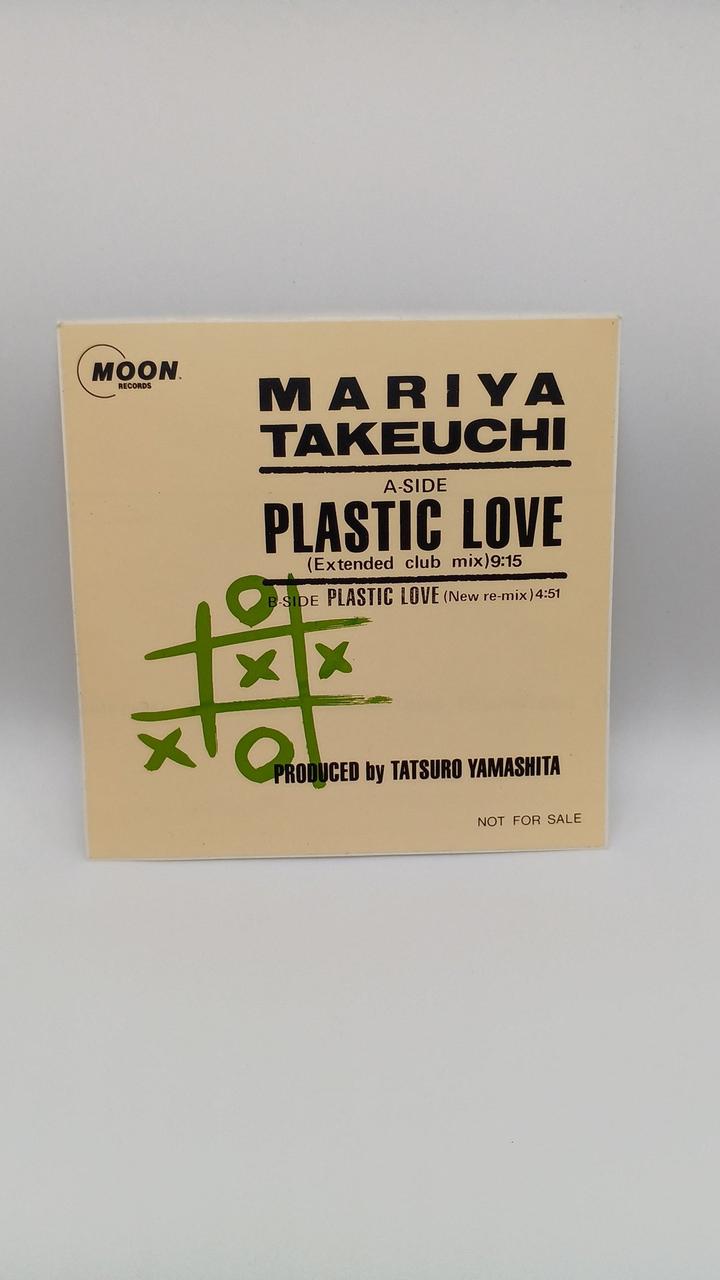 MOON
RECORDS
MARIYA
TAKEUCHI
A-SIDE
PLASTIC LOVE
(Extended club mix)9:15
B-SIDE PLASTIC LOVE (New re-mix)4:51
O
X X
X O
PRODUCED by TATSURO YAMASHITA
NOT FOR SALE